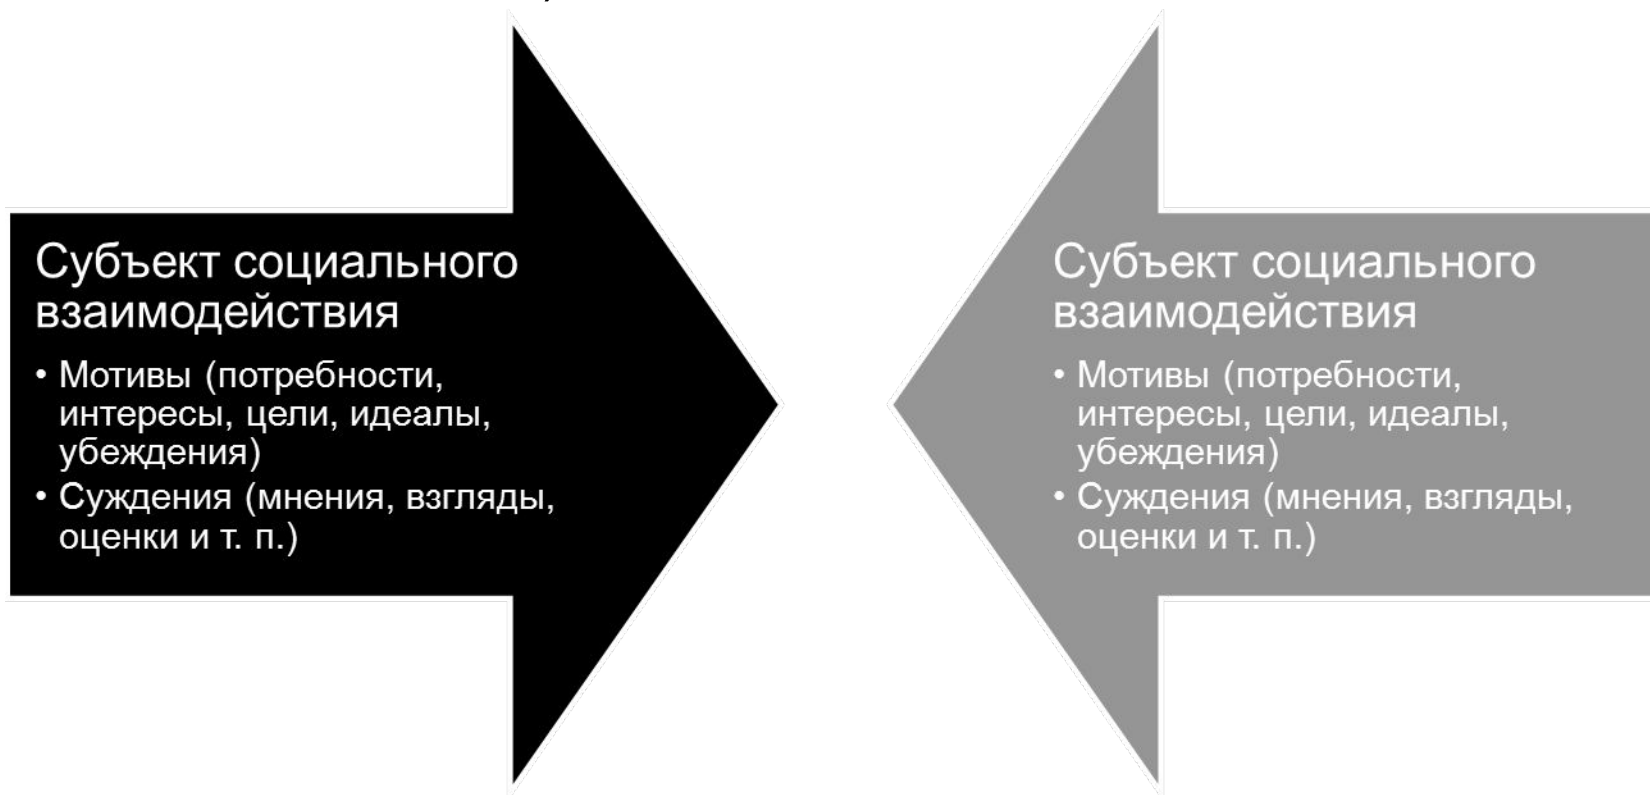 Субъект социального
взаимодействия
• Мотивы (потребности,
интересы, цели, идеалы,
убеждения)
• Суждения (мнения, взгляды,
оценки и т. п.)
Субъект социального
взаимодействия
• Мотивы (потребности,
интересы, цели, идеалы,
убеждения)
• Суждения (мнения, взгляды,
оценки и т. п.)